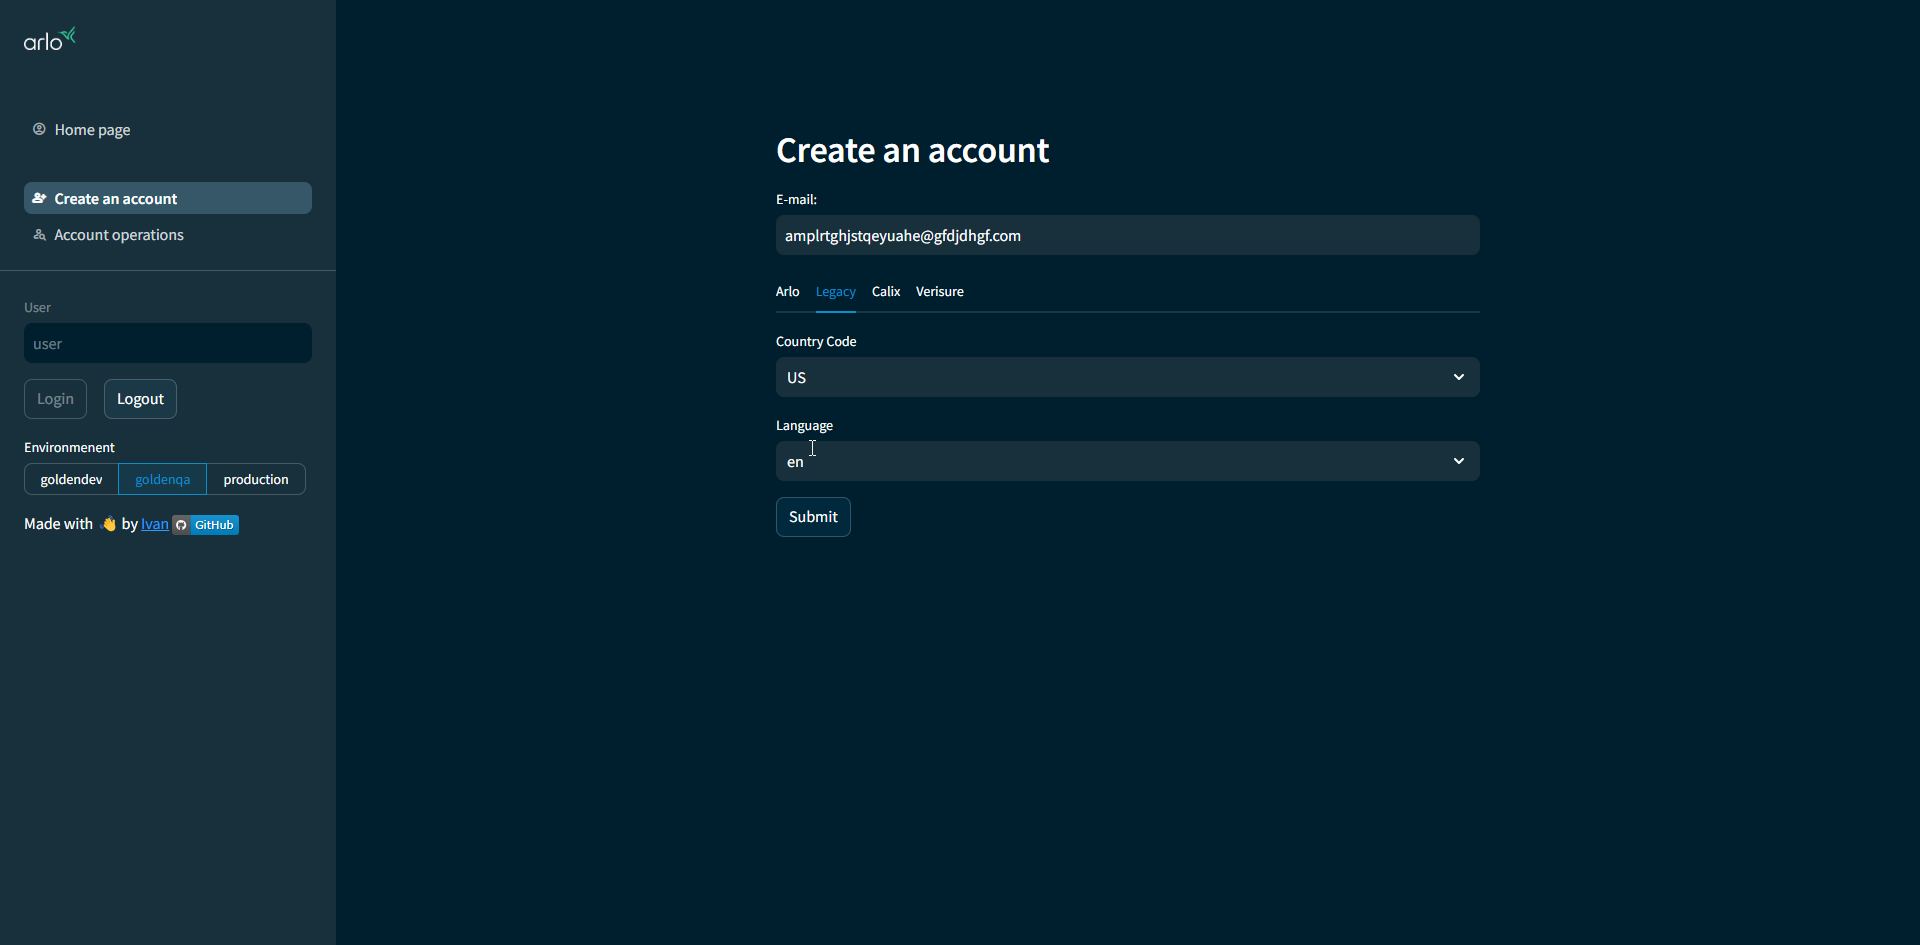 arlo
Home page
Create an account
Account operations
User
user
Login Logout
Environmenent
goldendev goldenqa production
Made with 👋 by Ivan GitHub
Create an account
E-mail:
amplrtghjstqeyuahe@gfdjdhgf.com
Arlo Legacy Calix Verisure
Country Code
US
Language
en
Submit